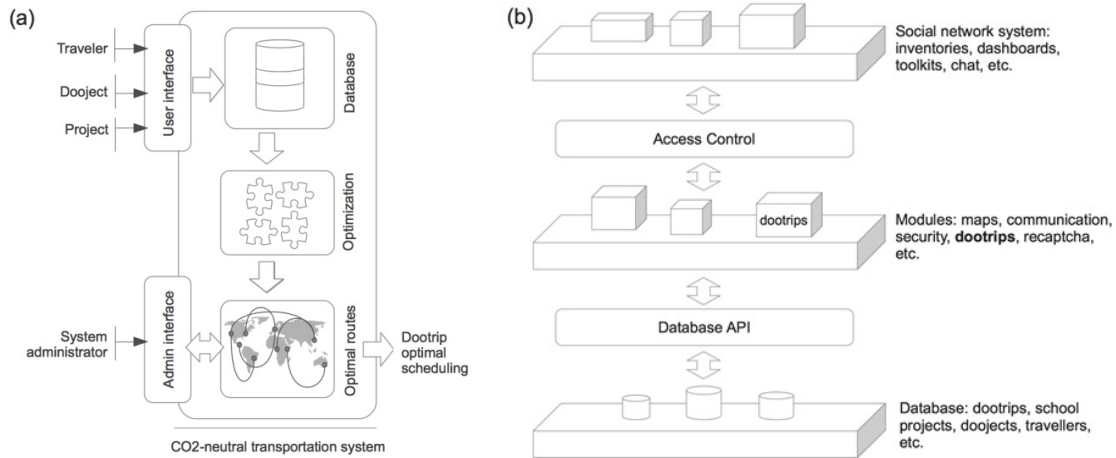 (a)
Traveler
Dooject
Project
User interface
Database
Optimization
System
administrator
Admin interface
Optimal routes
Dootrip
optimal
scheduling
CO2-neutral transportation system
(b)
Social network system:
inventories, dashboards,
toolkits, chat, etc.
Access Control
dootrips
Modules: maps, communication,
security, dootrips, recaptcha,
etc.
Database API
Database: dootrips, school
projects, doojects, travellers,
etc.